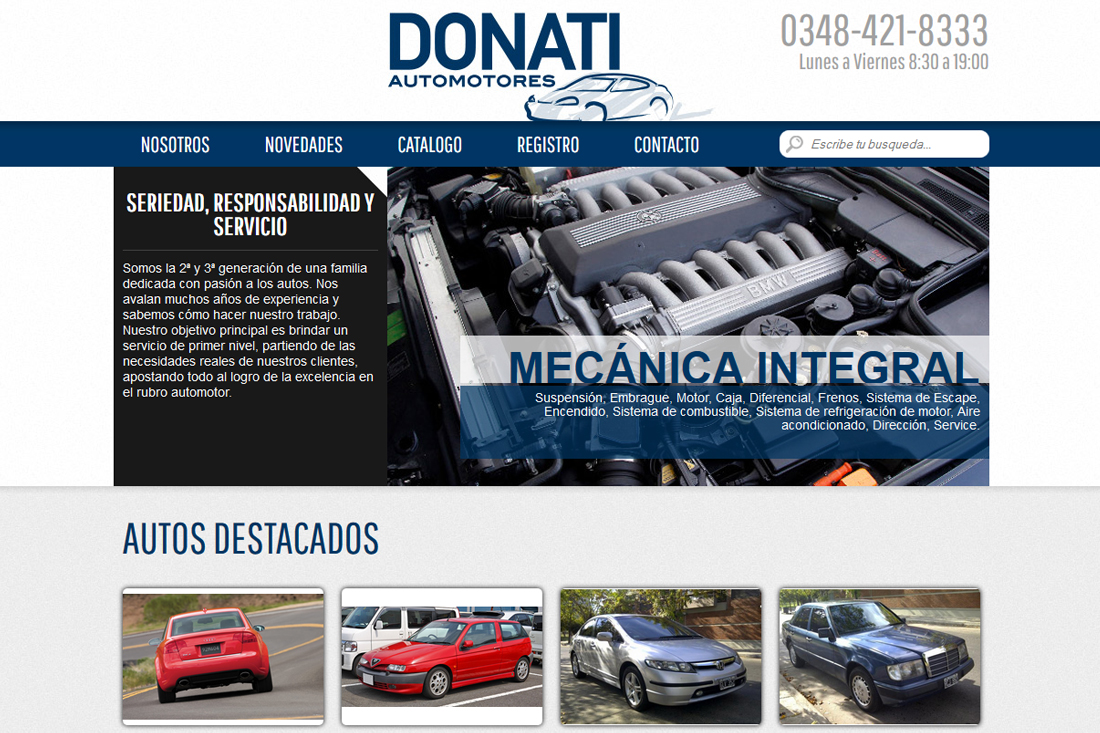 DONATI
AUTOMOTORES
0348-421-8333
Lunes a Viernes 8:30 a 19:00
NOSOTROS NOVEDADES CATALOGO REGISTRO CONTACTO Escribe tu busqueda...
SERIEDAD, RESPONSABILIDAD Y
SERVICIO
Somos la 2ª y 3ª generación de una familia
dedicada con pasión a los autos. Nos
avalan muchos años de experiencia y
sabemos cómo hacer nuestro trabajo.
Nuestro objetivo principal es brindar un
servicio de primer nivel, partiendo de las
necesidades reales de nuestros clientes,
apostando todo al logro de la excelencia en
el rubro automotor.
BMW
MECÁNICA INTEGRAL
Suspensión, Embrague, Motor, Caja, Diferencial, Frenos, Sistema de Escape,
Encendido, Sistema de combustible, Sistema de refrigeración de motor, Aire
acondicionado, Dirección, Service.
AUTOS DESTACADOS